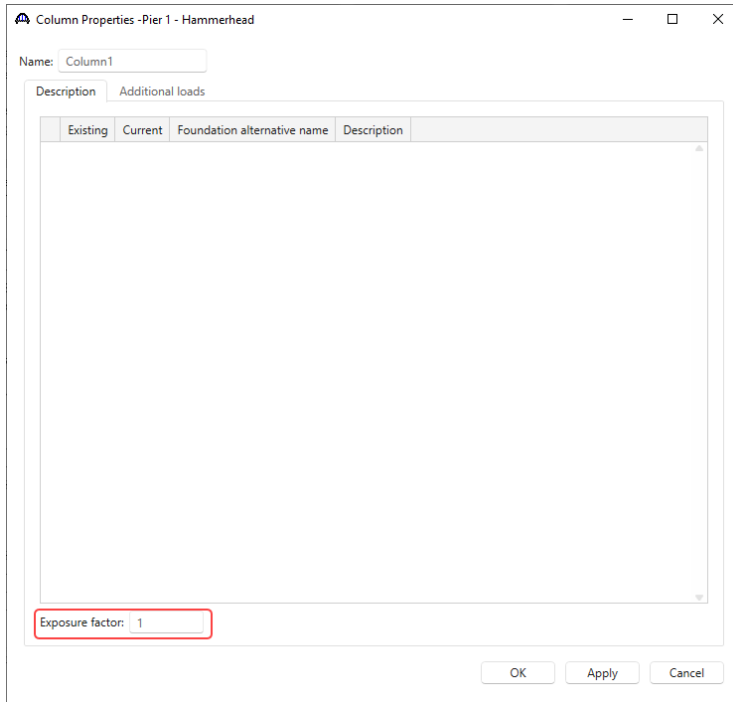 Column Properties -Pier 1 - Hammerhead
Name: Column1
Description Additional loads
Existing Current Foundation alternative name Description
Exposure factor: 1
OK Apply Cancel